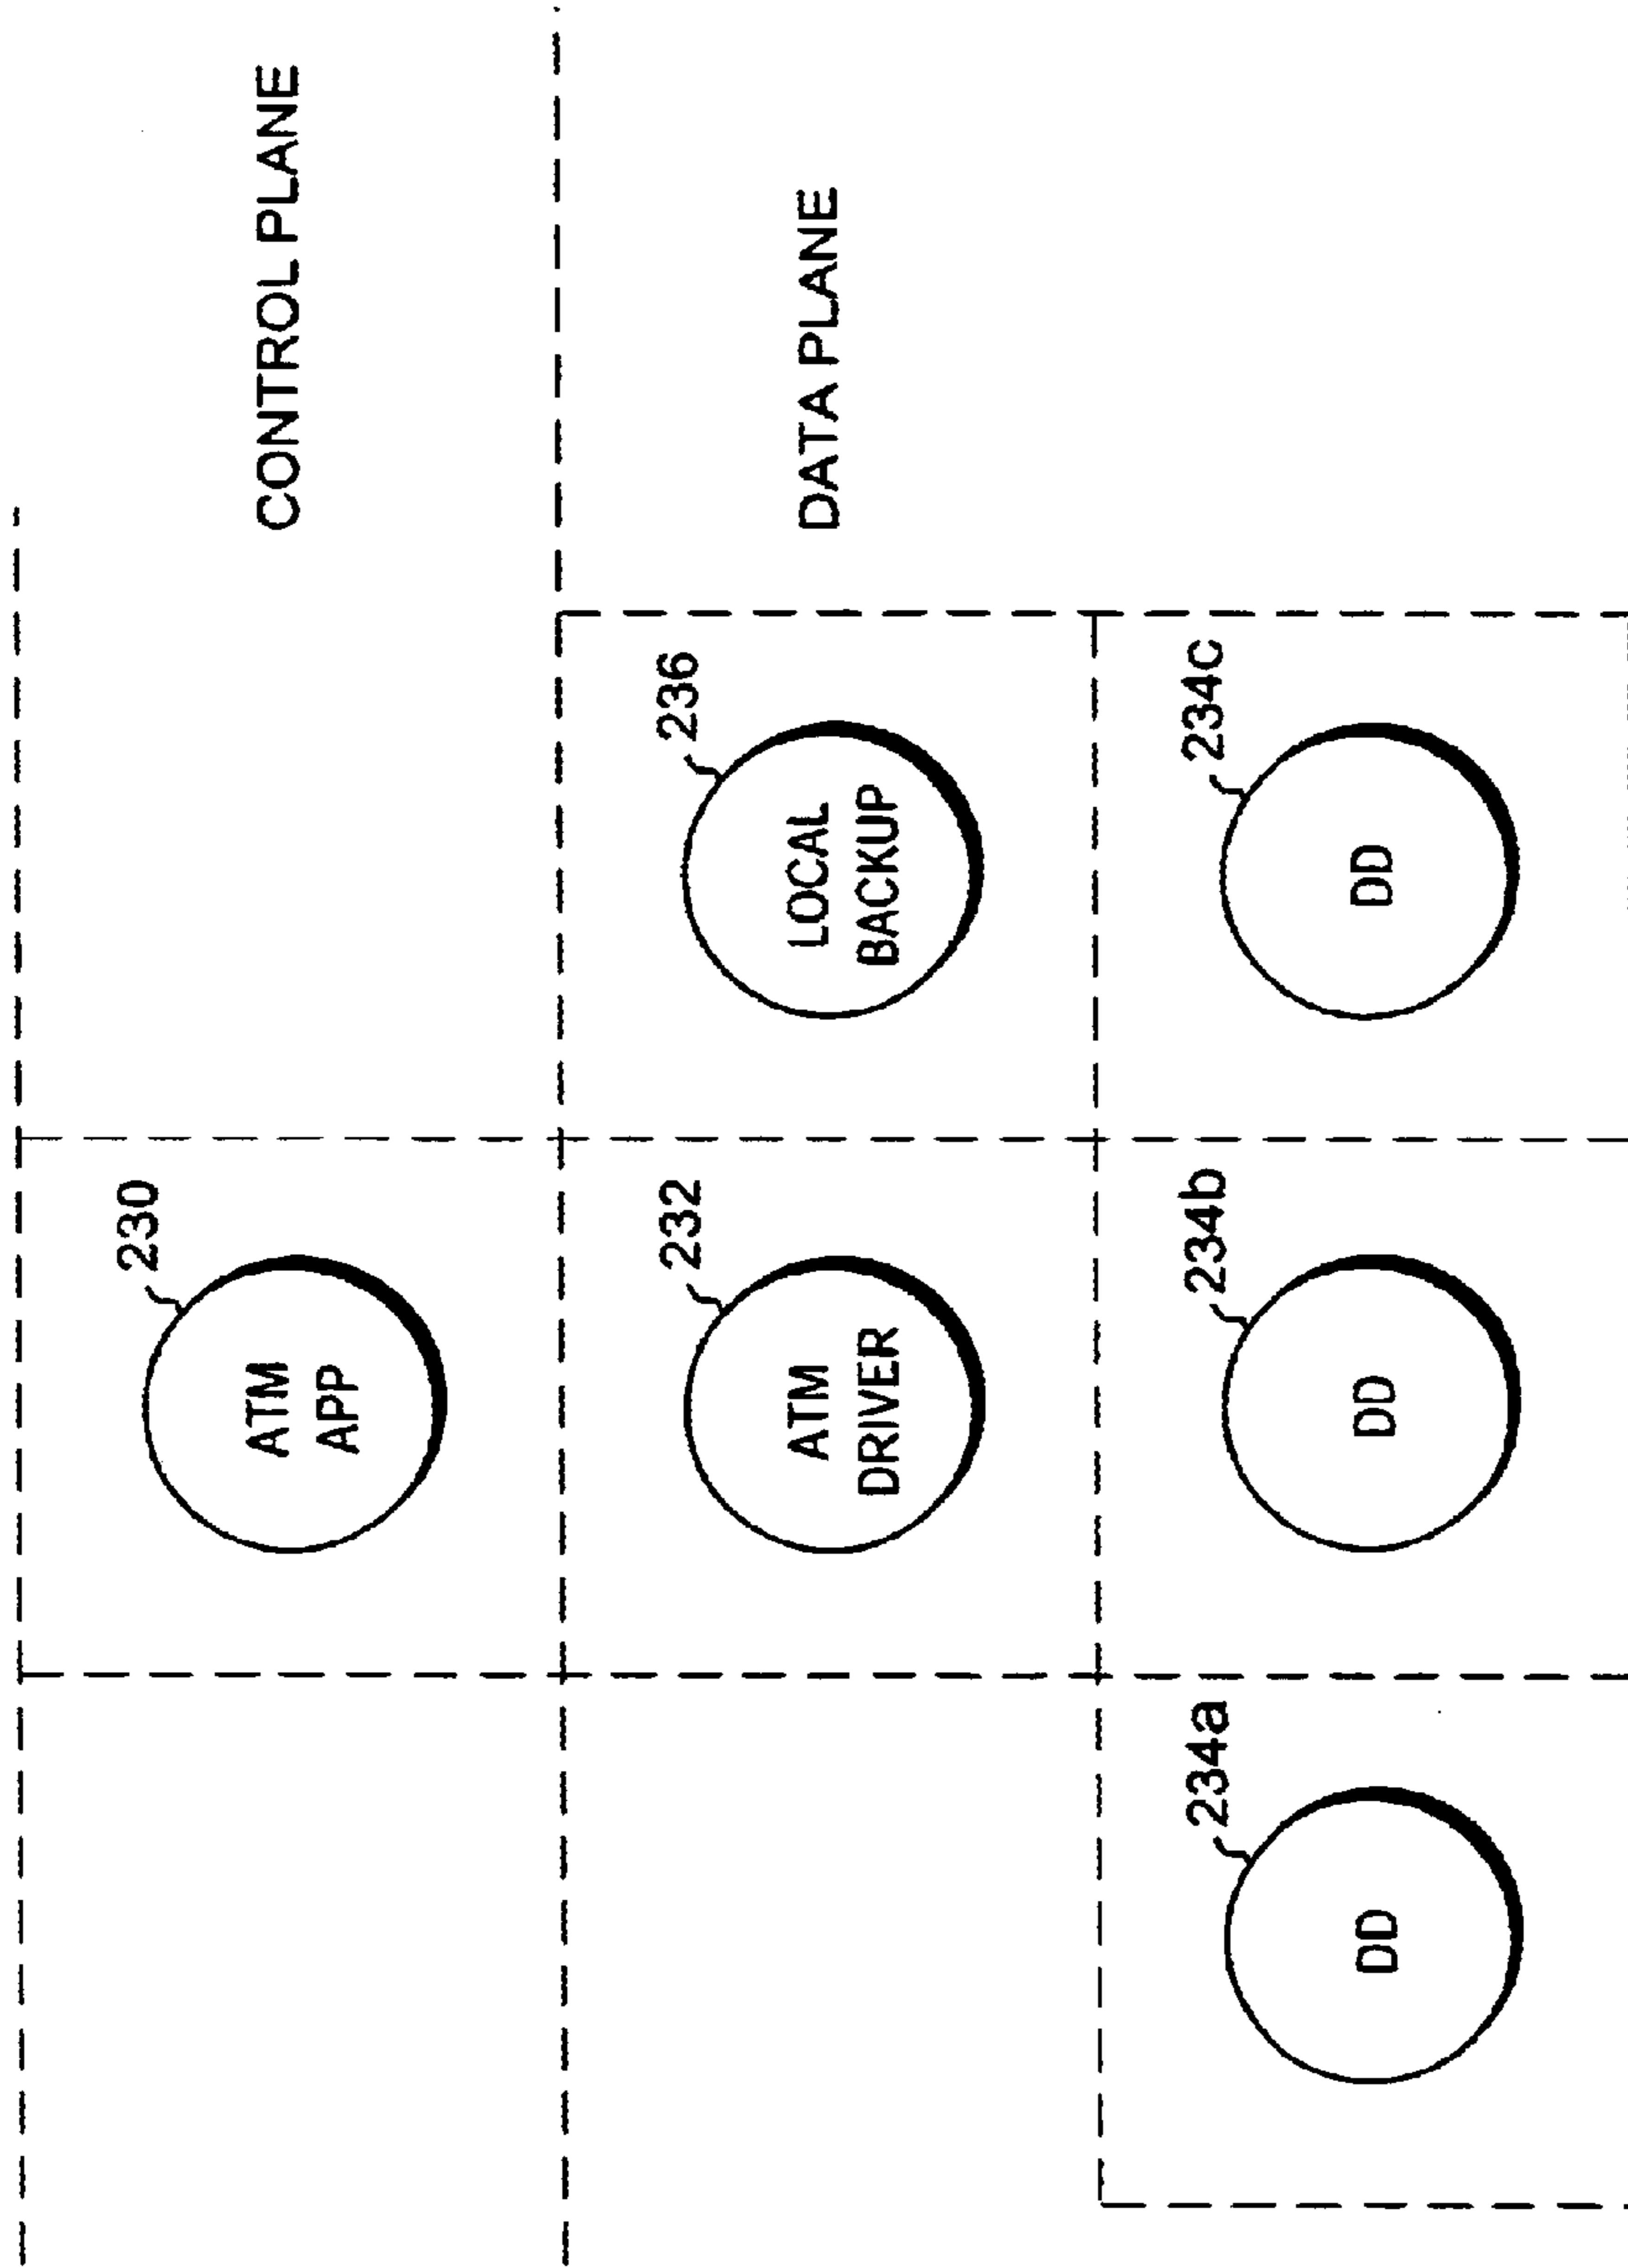 230
ATM
APP
CONTROL PLANE
232
ATM
DRIVER
236
LOCAL
BACKUP
DATA PLANE
234a
DD
234b
DD
234c
DD